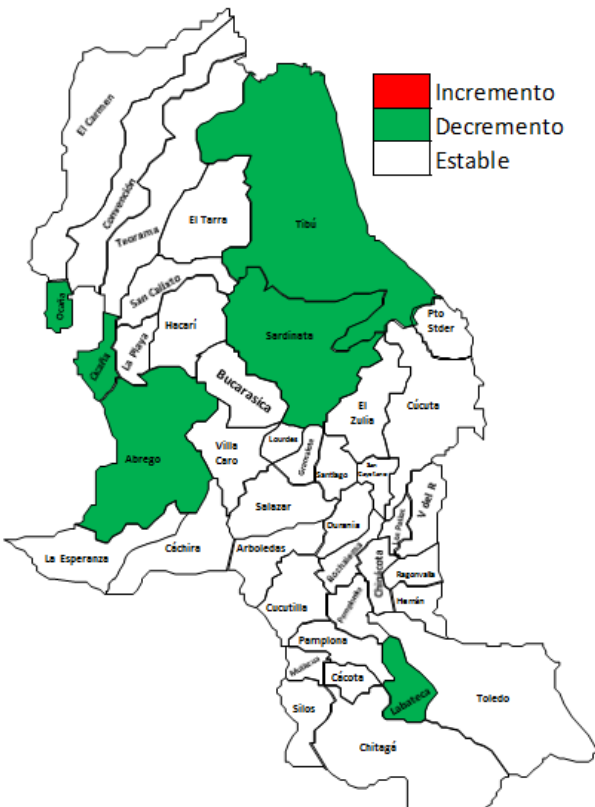 Incremento
Decremento
Estable
El Carmen
Convención
Teorama
El Tarra
Tibú
San Calixto
Ocaña
Hacarí
La Playa
Ocaña
Sardinata
Pto
Stder
Bucarasica
El
Zulia
Cúcuta
Abrego
Villa
Caro
Lourdes
Gramalote
Santiago
San
Cayetano
Salazar
Durania
Los Patios
V del R
La Esperanza
Cáchira
Arboledas
Bochalema
Chinácota
Ragonvalia
Herrán
Cucutilla
Pamplonita
Pamplona
Mutiscua
Cácota
Silos
Labateca
Toledo
Chitagá